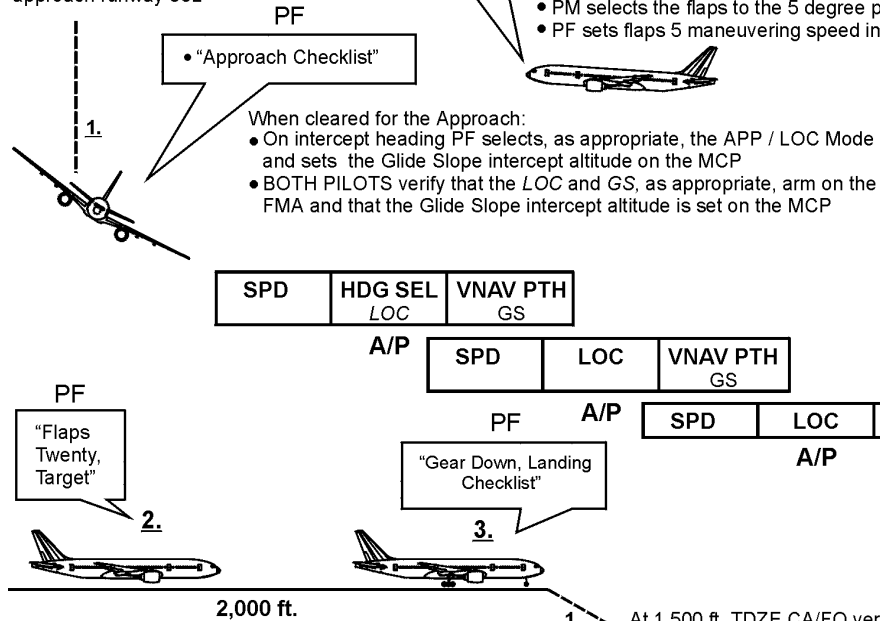 approach runway
PF
• PM selects the flaps to the 5 degree
• PF sets flaps 5 maneuvering speed
• “Approach Checklist”
1.
When cleared for the Approach:
• On intercept heading PF selects, as appropriate, the APP / LOC Mode
and sets the Glide Slope intercept altitude on the MCP
• BOTH PILOTS verify that the LOC and GS, as appropriate, arm on the
FMA and that the Glide Slope intercept altitude is set on the MCP
SPD HDG SEL VNAV PTH
LOC GS
A/P
SPD LOC VNAV PTH
GS
A/P
SPD LOC
A/P
PF
“Flaps
Twenty,
Target”
2.
PF
“Gear Down, Landing
Checklist”
3.
2,000 ft.
1
At 1,500 ft. TDZE CA/FO